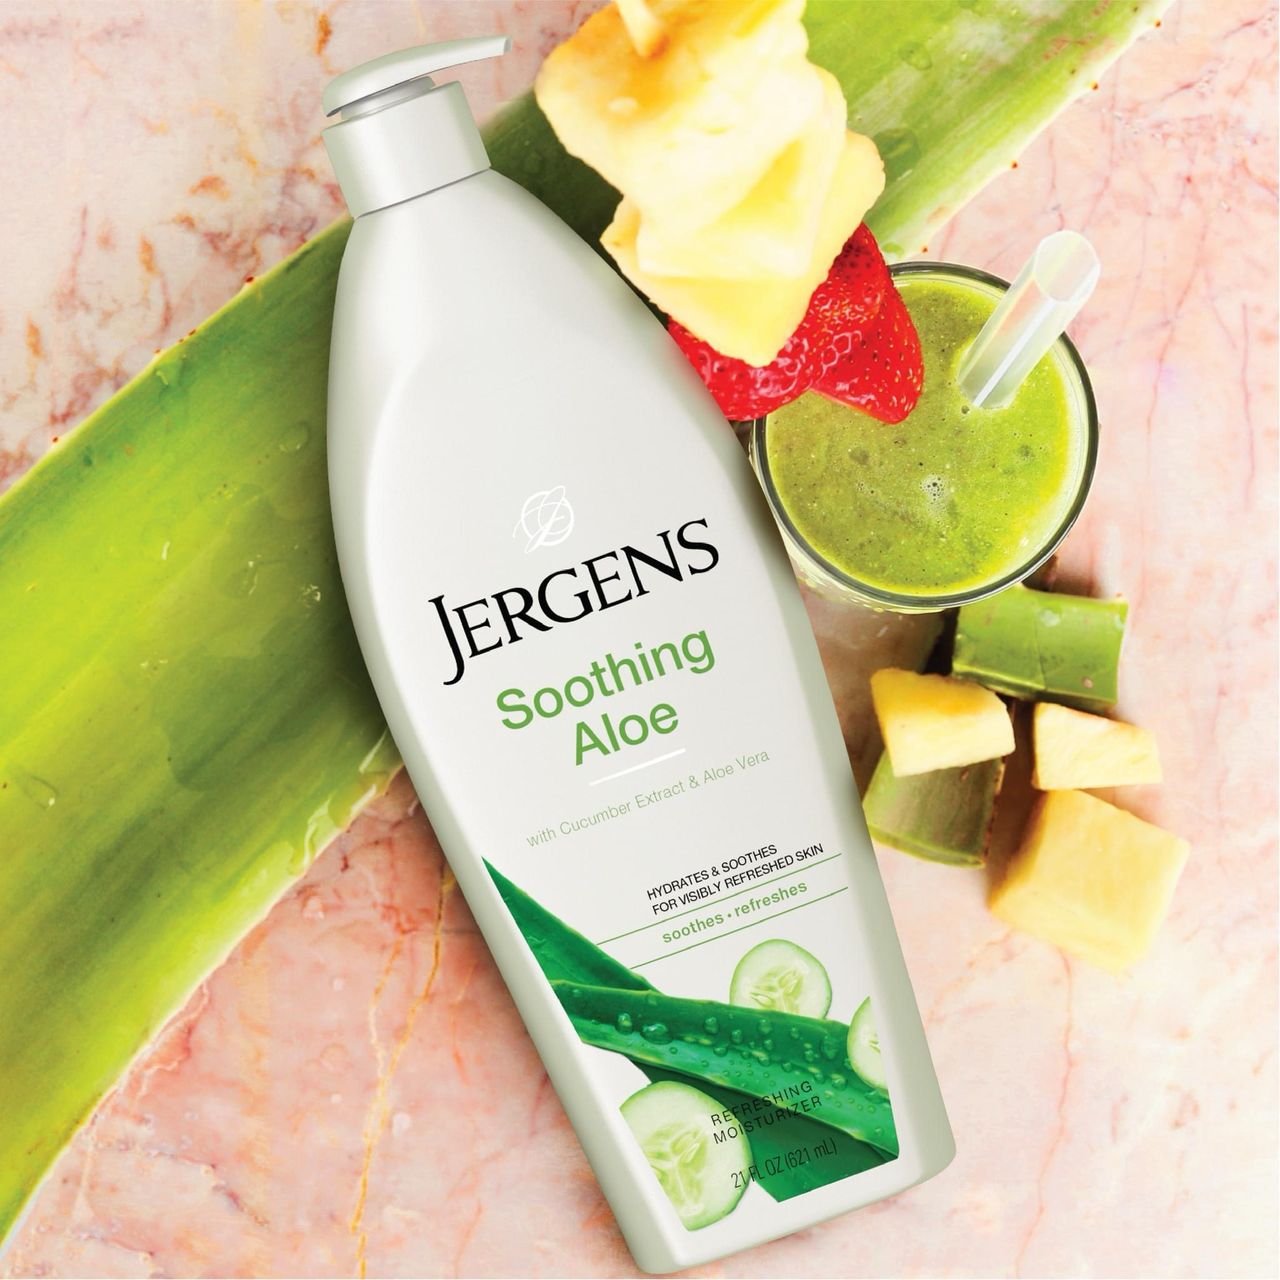 JERGENS
Soothing
Aloe
with Cucumber Extract & Aloe Vera
HYDRATES & SOOTHES
FOR VISIBLY REFRESHED SKIN
soothes • refreshes
REFRESHING
MOISTURIZER
21 FL OZ (621 mL)